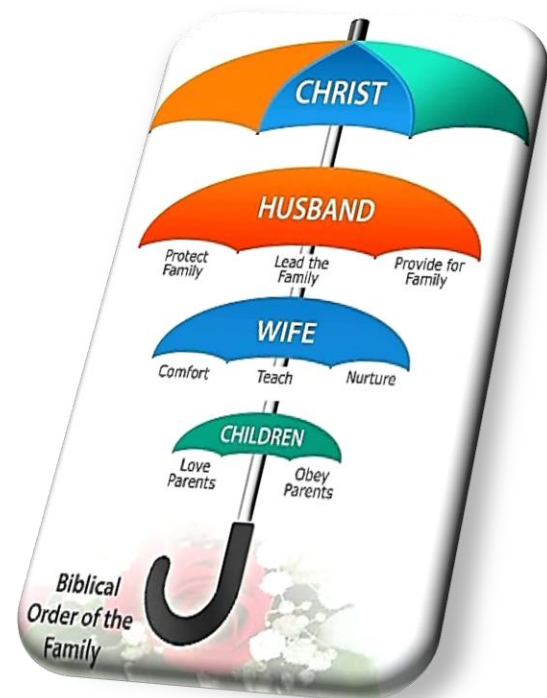 CHRIST
HUSBAND
Protect
Family
Lead the
Family
Provide for
Family
WIFE
Comfort
Teach
Nurture
CHILDREN
Love
Parents
Obey
Parents
Biblical
Order of the
Family